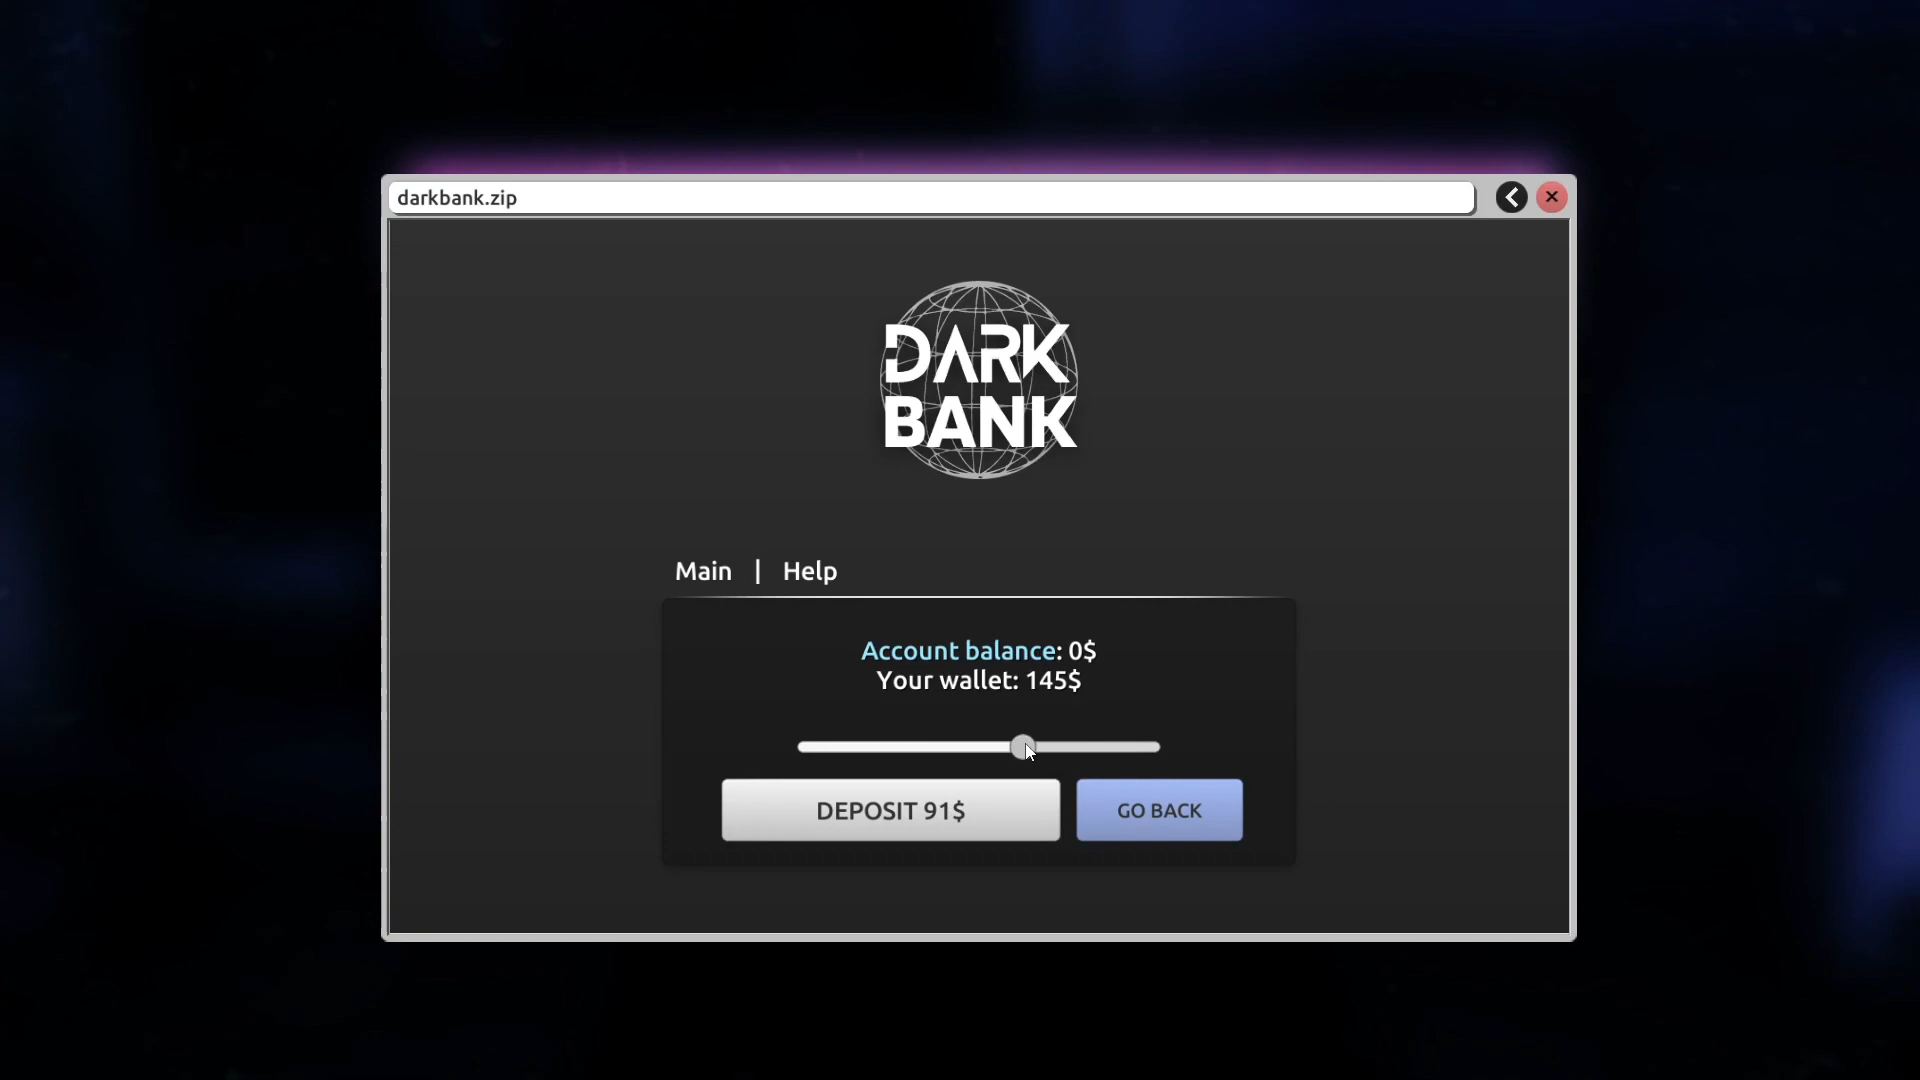 darkbank.zip
DARK
BANK
Main | Help
Account balance: 0$
Your wallet: 145$
DEPOSIT 91$
GO BACK